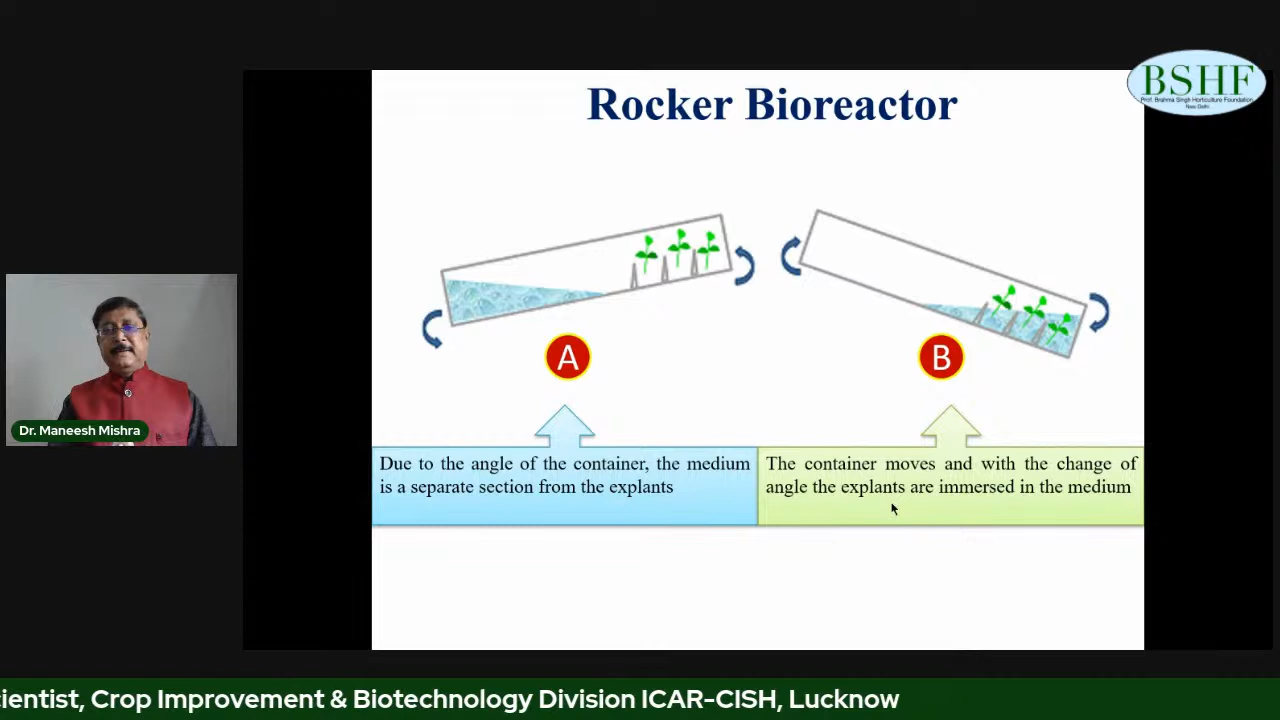 Rocker Bioreactor
BSHF
Prof. Brahma Singh Horticulture Foundation
New Delhi
A
B
Due to the angle of the container, the medium
is a separate section from the explants
The container moves and with the change of
angle the explants are immersed in the medium
Dr. Maneesh Mishra
cientist, Crop Improvement & Biotechnology Division ICAR-CISH, Lucknow